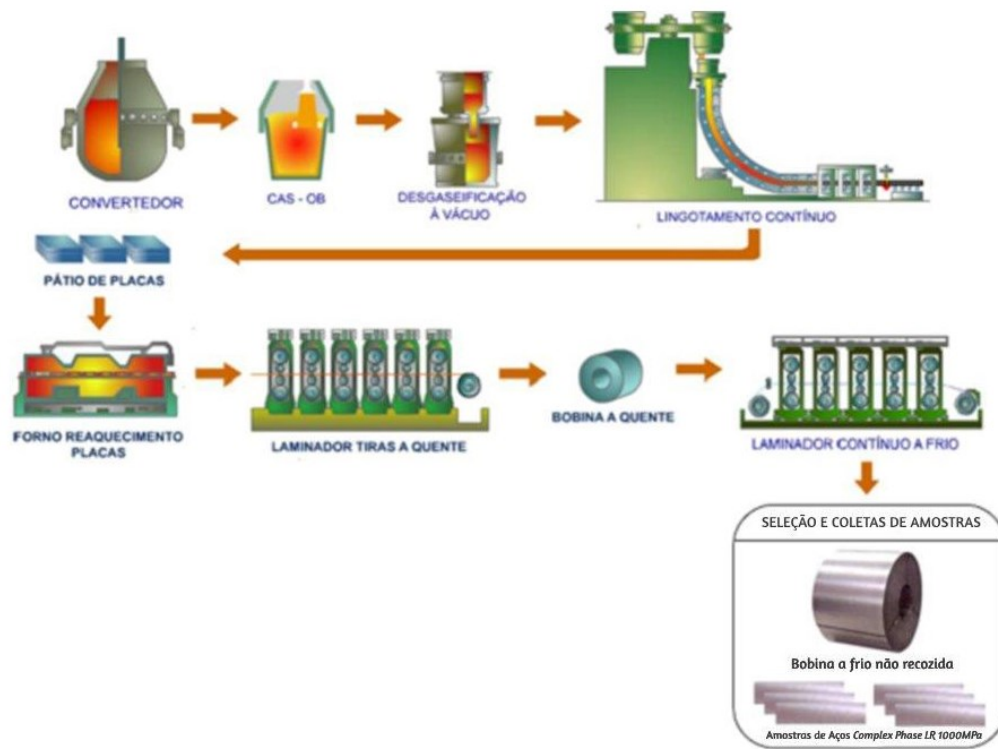 CONVERTEDOR
CAS - OB
DESGASEIFICAÇÃO
À VÁCUO
LINGOTAMENTO CONTÍNUO
PÁTIO DE PLACAS
FORNO REAQUECIMENTO
PLACAS
LAMINADOR TIRAS A QUENTE
BOBINA A QUENTE
LAMINADOR CONTÍNUO A FRIO
SELEÇÃO E COLETAS DE AMOSTRAS
Bobina a frio não recozida
Amostras de Aços Complex Phase LR 1000MPa